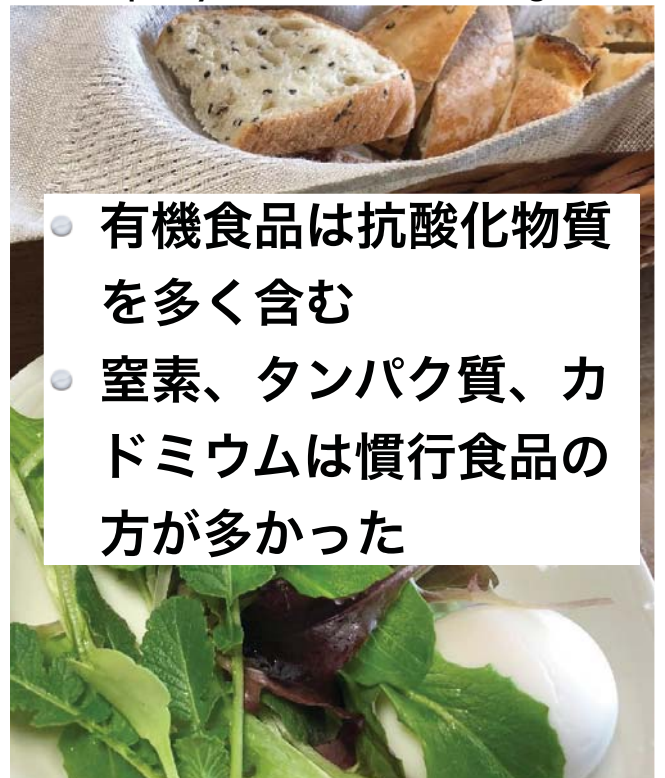 有機食品は抗酸化物質
を多く含む
窒素、タンパク質、カ
ドミウムは慣行食品の
方が多かった